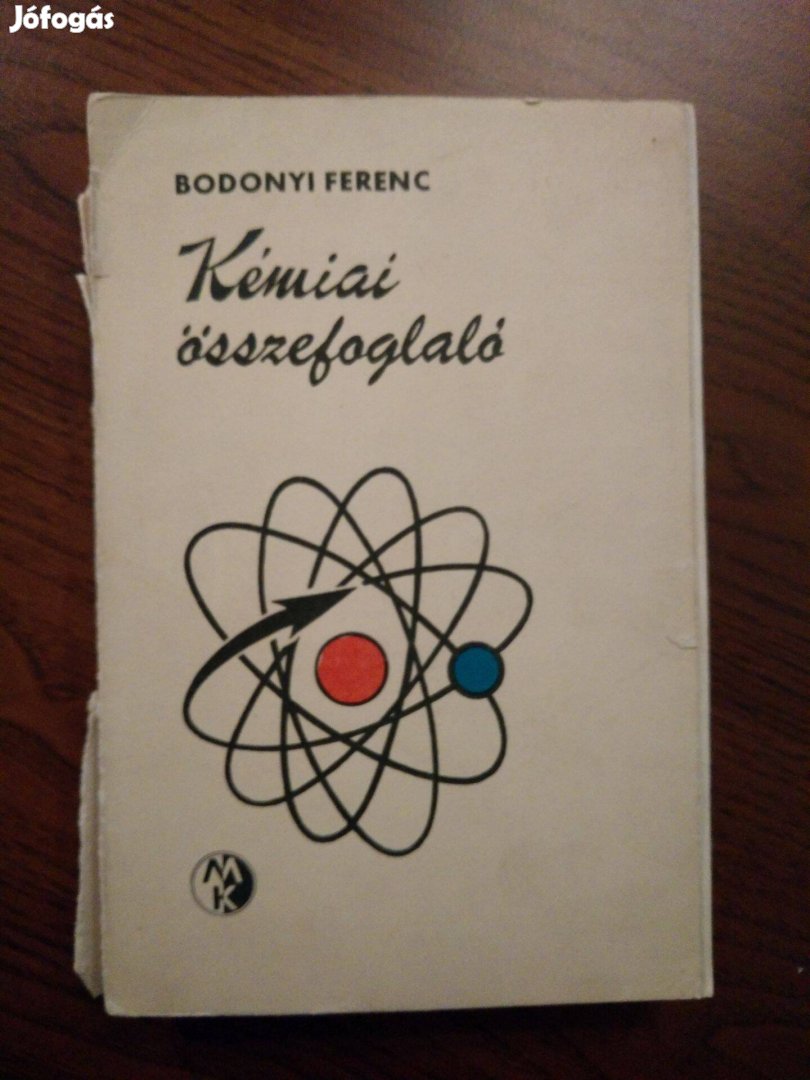 Jófogás
BODONYI FERENC
Kémiai
összefoglaló
MK